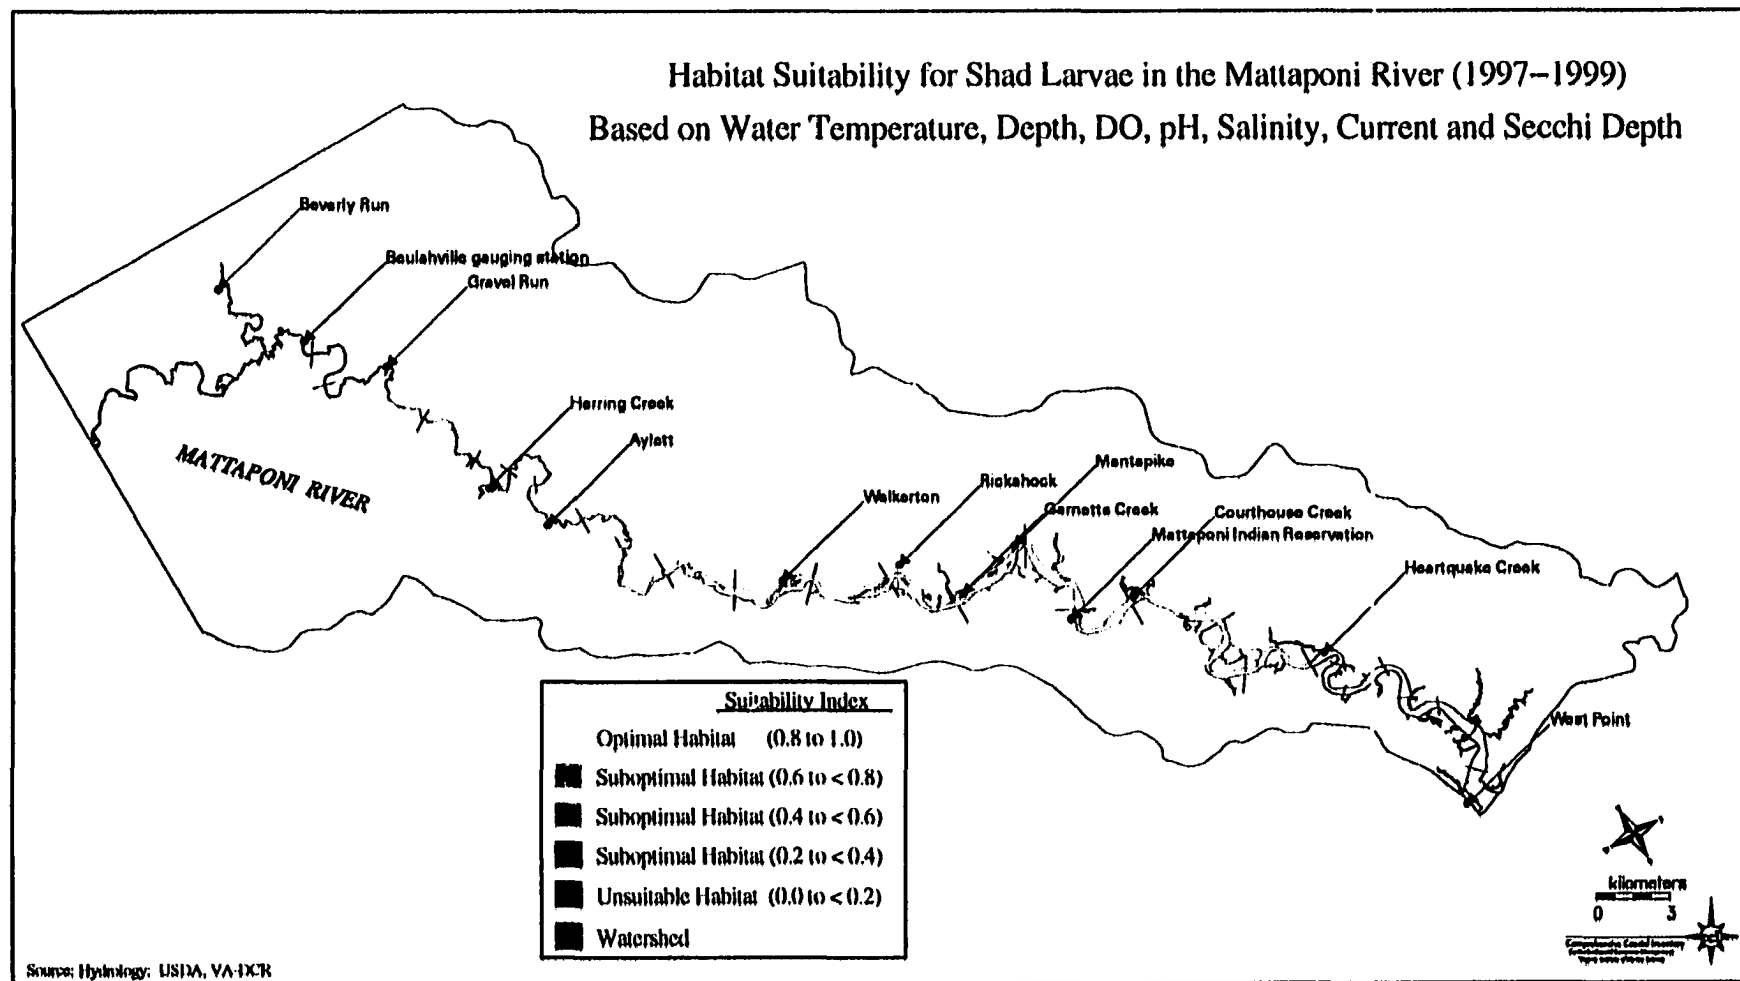 Habitat Suitability for Shad Larvae in the Mattaponi River (1997–1999)
Based on Water Temperature, Depth, DO, pH, Salinity, Current and Secchi Depth
Beverly Run
Beulahville gauging station
Gravel Run
Herring Creek
Aylett
MATTAPONI RIVER
Walkerton
Rickahock
Mantapike
Garnetts Creek
Courthouse Creek
Mattaponi Indian Reservation
Heartquake Creek
West Point
Suitability Index
Optimal Habitat (0.8 to 1.0)
Suboptimal Habitat (0.6 to < 0.8)
Suboptimal Habitat (0.4 to < 0.6)
Suboptimal Habitat (0.2 to < 0.4)
Unsuitable Habitat (0.0 to < 0.2)
Watershed
kilometers
0 3
Comprehensive Coastal Inventory
Source: Hydrology: USDA, VA-DCR